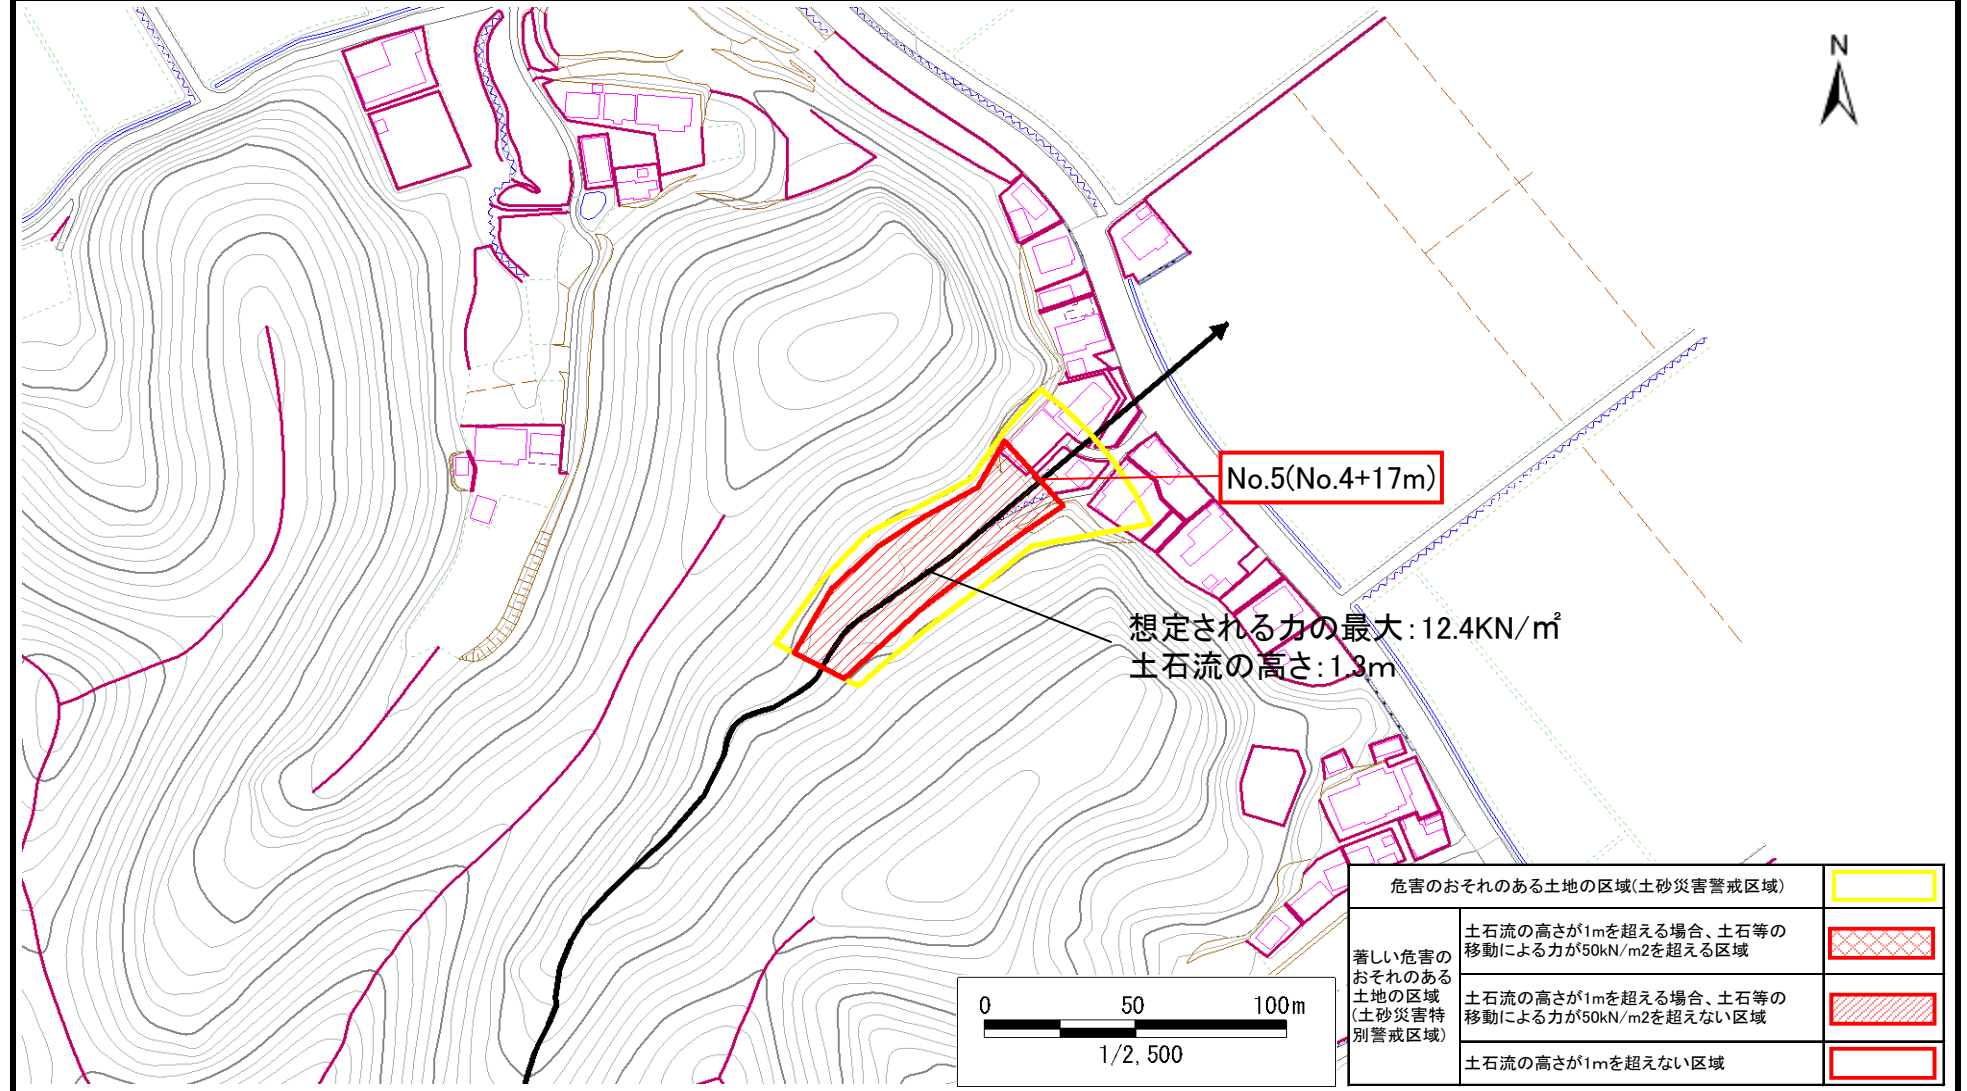 N
No.5(No.4+17m)
想定される力の最大:12.4KN/㎡
土石流の高さ:1.3m
0 50 100m
1/2,500
危害のおそれのある土地の区域(土砂災害警戒区域)
著しい危害の
おそれのある
土地の区域
(土砂災害特
別警戒区域)
土石流の高さが1mを超える場合、土石等の
移動による力が50kN/m2を超える区域
土石流の高さが1mを超える場合、土石等の
移動による力が50kN/m2を超えない区域
土石流の高さが1mを超えない区域